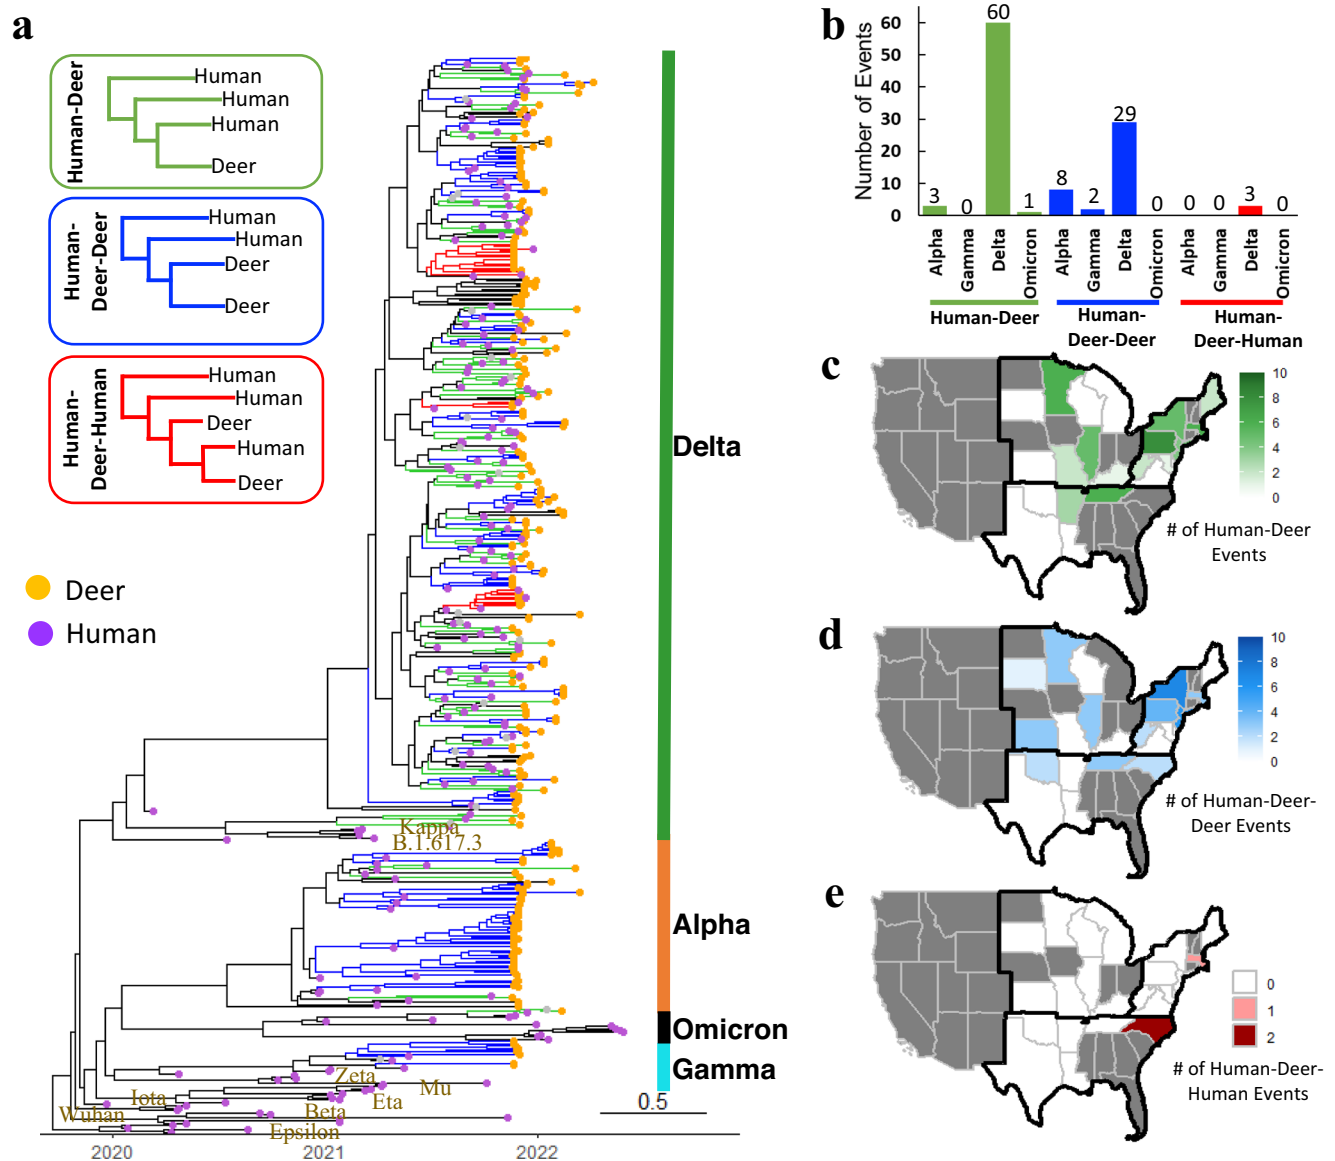 a
Human-Deer
Human
Human
Human
Deer
Human-
Deer-Deer
Human
Human
Deer
Deer
Human-
Deer-Human
Human
Human
Deer
Human
Deer
Deer
Human
Delta
Kappa
B.1.617.3
Alpha
Omicron
Gamma
Zeta
Mu
Iota
Eta
Wuhan
Beta
Epsilon
0.5
2020
2021
2022
b
Number of Events
60
50
40
30
20
10
0
3
0
60
1
8
2
29
0
0
0
3
0
Alpha
Gamma
Delta
Omicron
Alpha
Gamma
Delta
Omicron
Alpha
Gamma
Delta
Omicron
Human-Deer
Human-
Deer-Deer
Human-
Deer-Human
c
10
8
6
4
2
0
# of Human-Deer
Events
d
10
8
6
4
2
0
# of Human-Deer-
Deer Events
e
0
1
2
# of Human-Deer-
Human Events